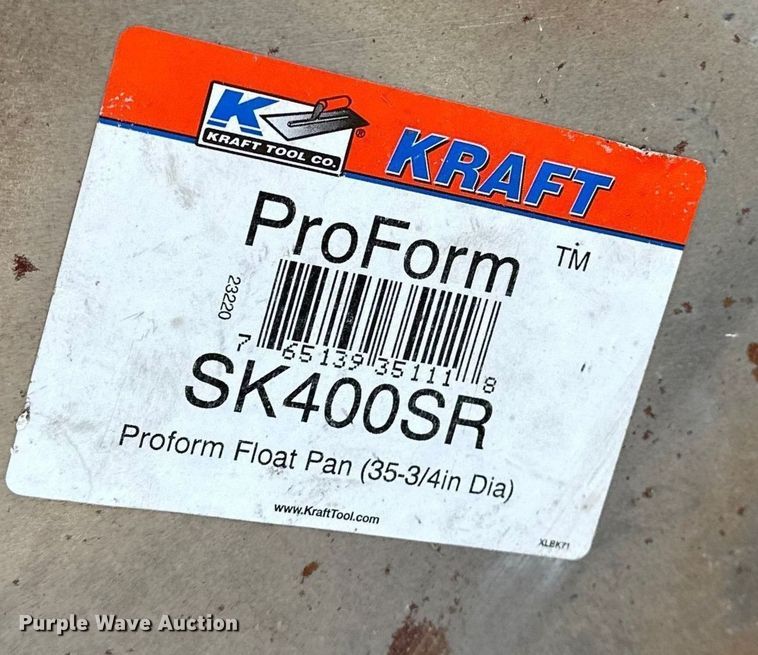 K
KRAFT TOOL CO.®
KRAFT
ProForm ™
23220
7 65139 35111 8
SK400SR
Proform Float Pan (35-3/4in Dia)
www.KraftTool.com
XLBK71
Purple Wave Auction